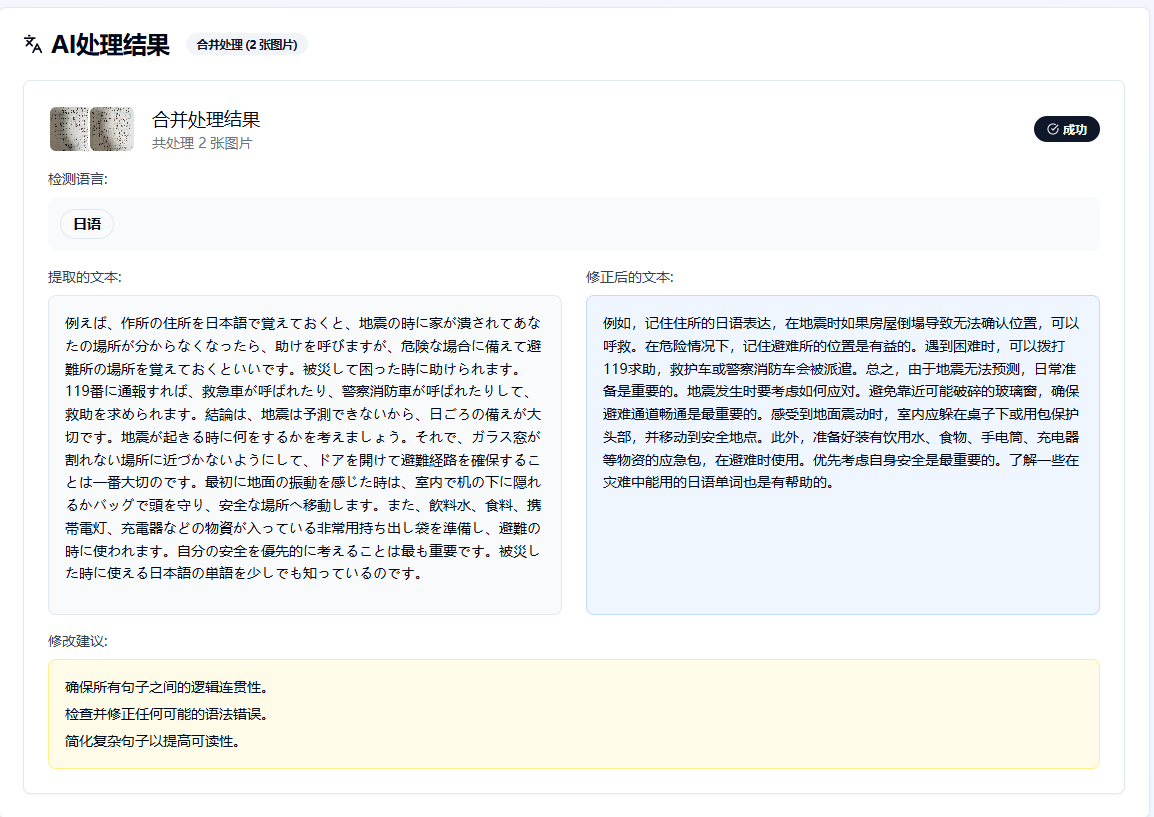 AI处理结果 合并处理 (2 张图片)
合并处理结果
共处理 2 张图片
成功
检测语言:
日语
提取的文本:
例えば、作所の住所を日本語で覚えておくと、地震の時に家が潰されてあな
たの場所が分からなくなったら、助けを呼びますが、危険な場合に備えて避
難所の場所を覚えておくといいです。被災して困った時に助けられます。
119番に通報すれば、救急車が呼ばれたり、警察消防車が呼ばれたりして、
救助を求められます。結論は、地震は予測できないから、日ごろの備えが大
切です。地震が起きる時に何をするかを考えましょう。それで、ガラス窓が
割れない場所に近づかないようにして、ドアを開けて避難経路を確保するこ
とは一番大切のです。最初に地面の振動を感じた時は、室内で机の下に隠れ
るかバッグで頭を守り、安全な場所へ移動します。また、飲料水、食料、携
帯電灯、充電器などの物資が入っている非常用持ち出し袋を準備し、避難の
時に使われます。自分の安全を優先的に考えることは最も重要です。被災し
た時に使える日本語の単語を少しでも知っているのです。
修正后的文本:
例如，记住住所的日语表达，在地震时如果房屋倒塌导致无法确认位置，可以
呼救。在危险情况下，记住避难所的位置是有益的。遇到困难时，可以拨打
119求助，救护车或警察消防车会被派遣。总之，由于地震无法预测，日常准
备是重要的。地震发生时要考虑如何应对。避免靠近可能破碎的玻璃窗，确保
避难通道畅通是最重要的。感受到地面震动时，室内应躲在桌子下或用包保护
头部，并移动到安全地点。此外，准备好装有饮用水、食物、手电筒、充电器
等物资的应急包，在避难时使用。优先考虑自身安全是最重要的。了解一些在
灾难中能用的日语单词也是有帮助的。
修改建议:
确保所有句子之间的逻辑连贯性。
检查并修正任何可能的语法错误。
简化复杂句子以提高可读性。